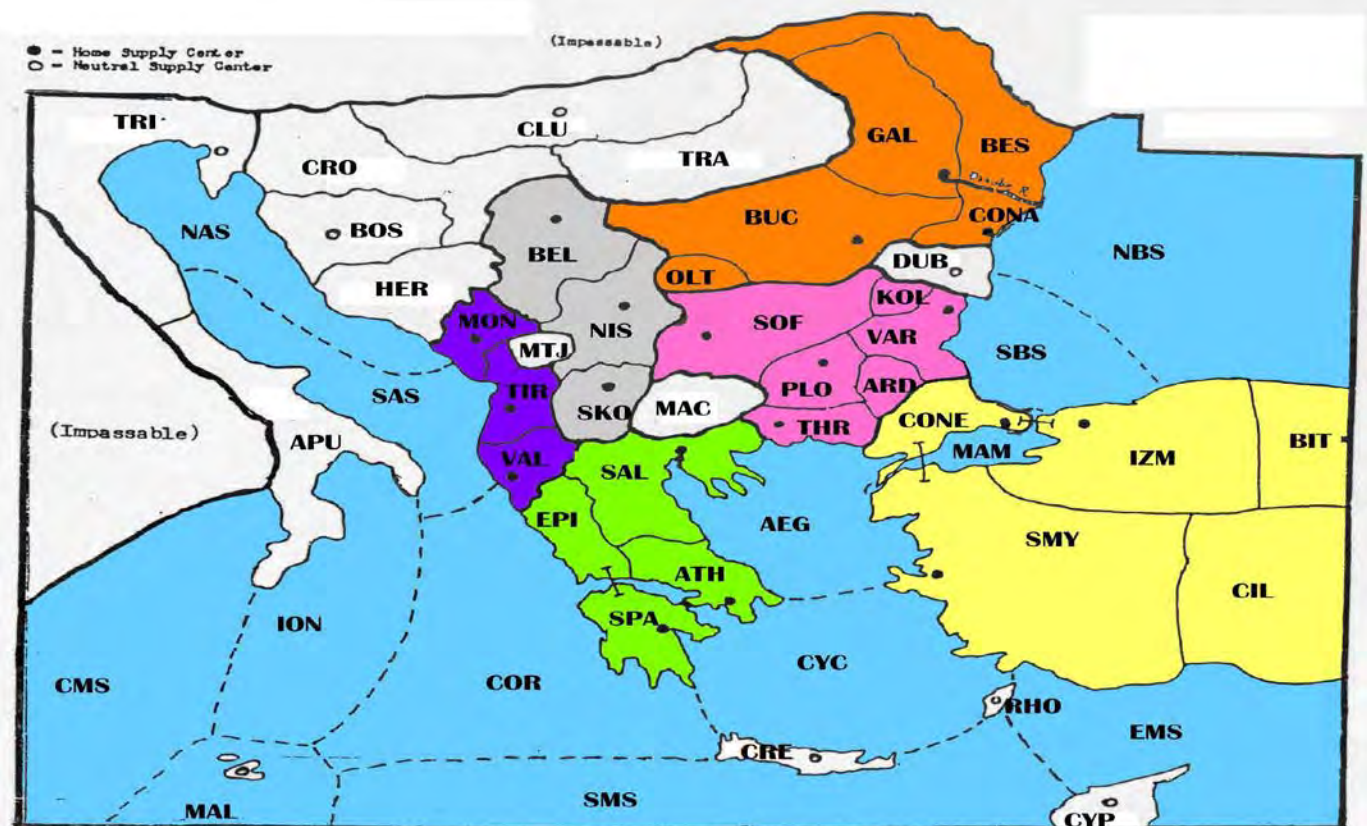 ● - Home Supply Center
○ - Neutral Supply Center
(Impassable)
TRI
CLU
CRO
TRA
GAL
BES
NAS
BOS
BEL
BUC
CONA
NBS
HER
OLT
DUB
MON
NIS
SOF
KOL
VAR
SBS
MTJ
TIR
SAS
SKO
MAC
PLO
ARD
(Impassable)
APU
THR
CONE
MAM
IZM
BIT
VAL
SAL
EPI
AEG
SMY
ATH
CIL
SPA
ION
CYC
CMS
COR
RHO
CRE
EMS
MAL
SMS
CYP